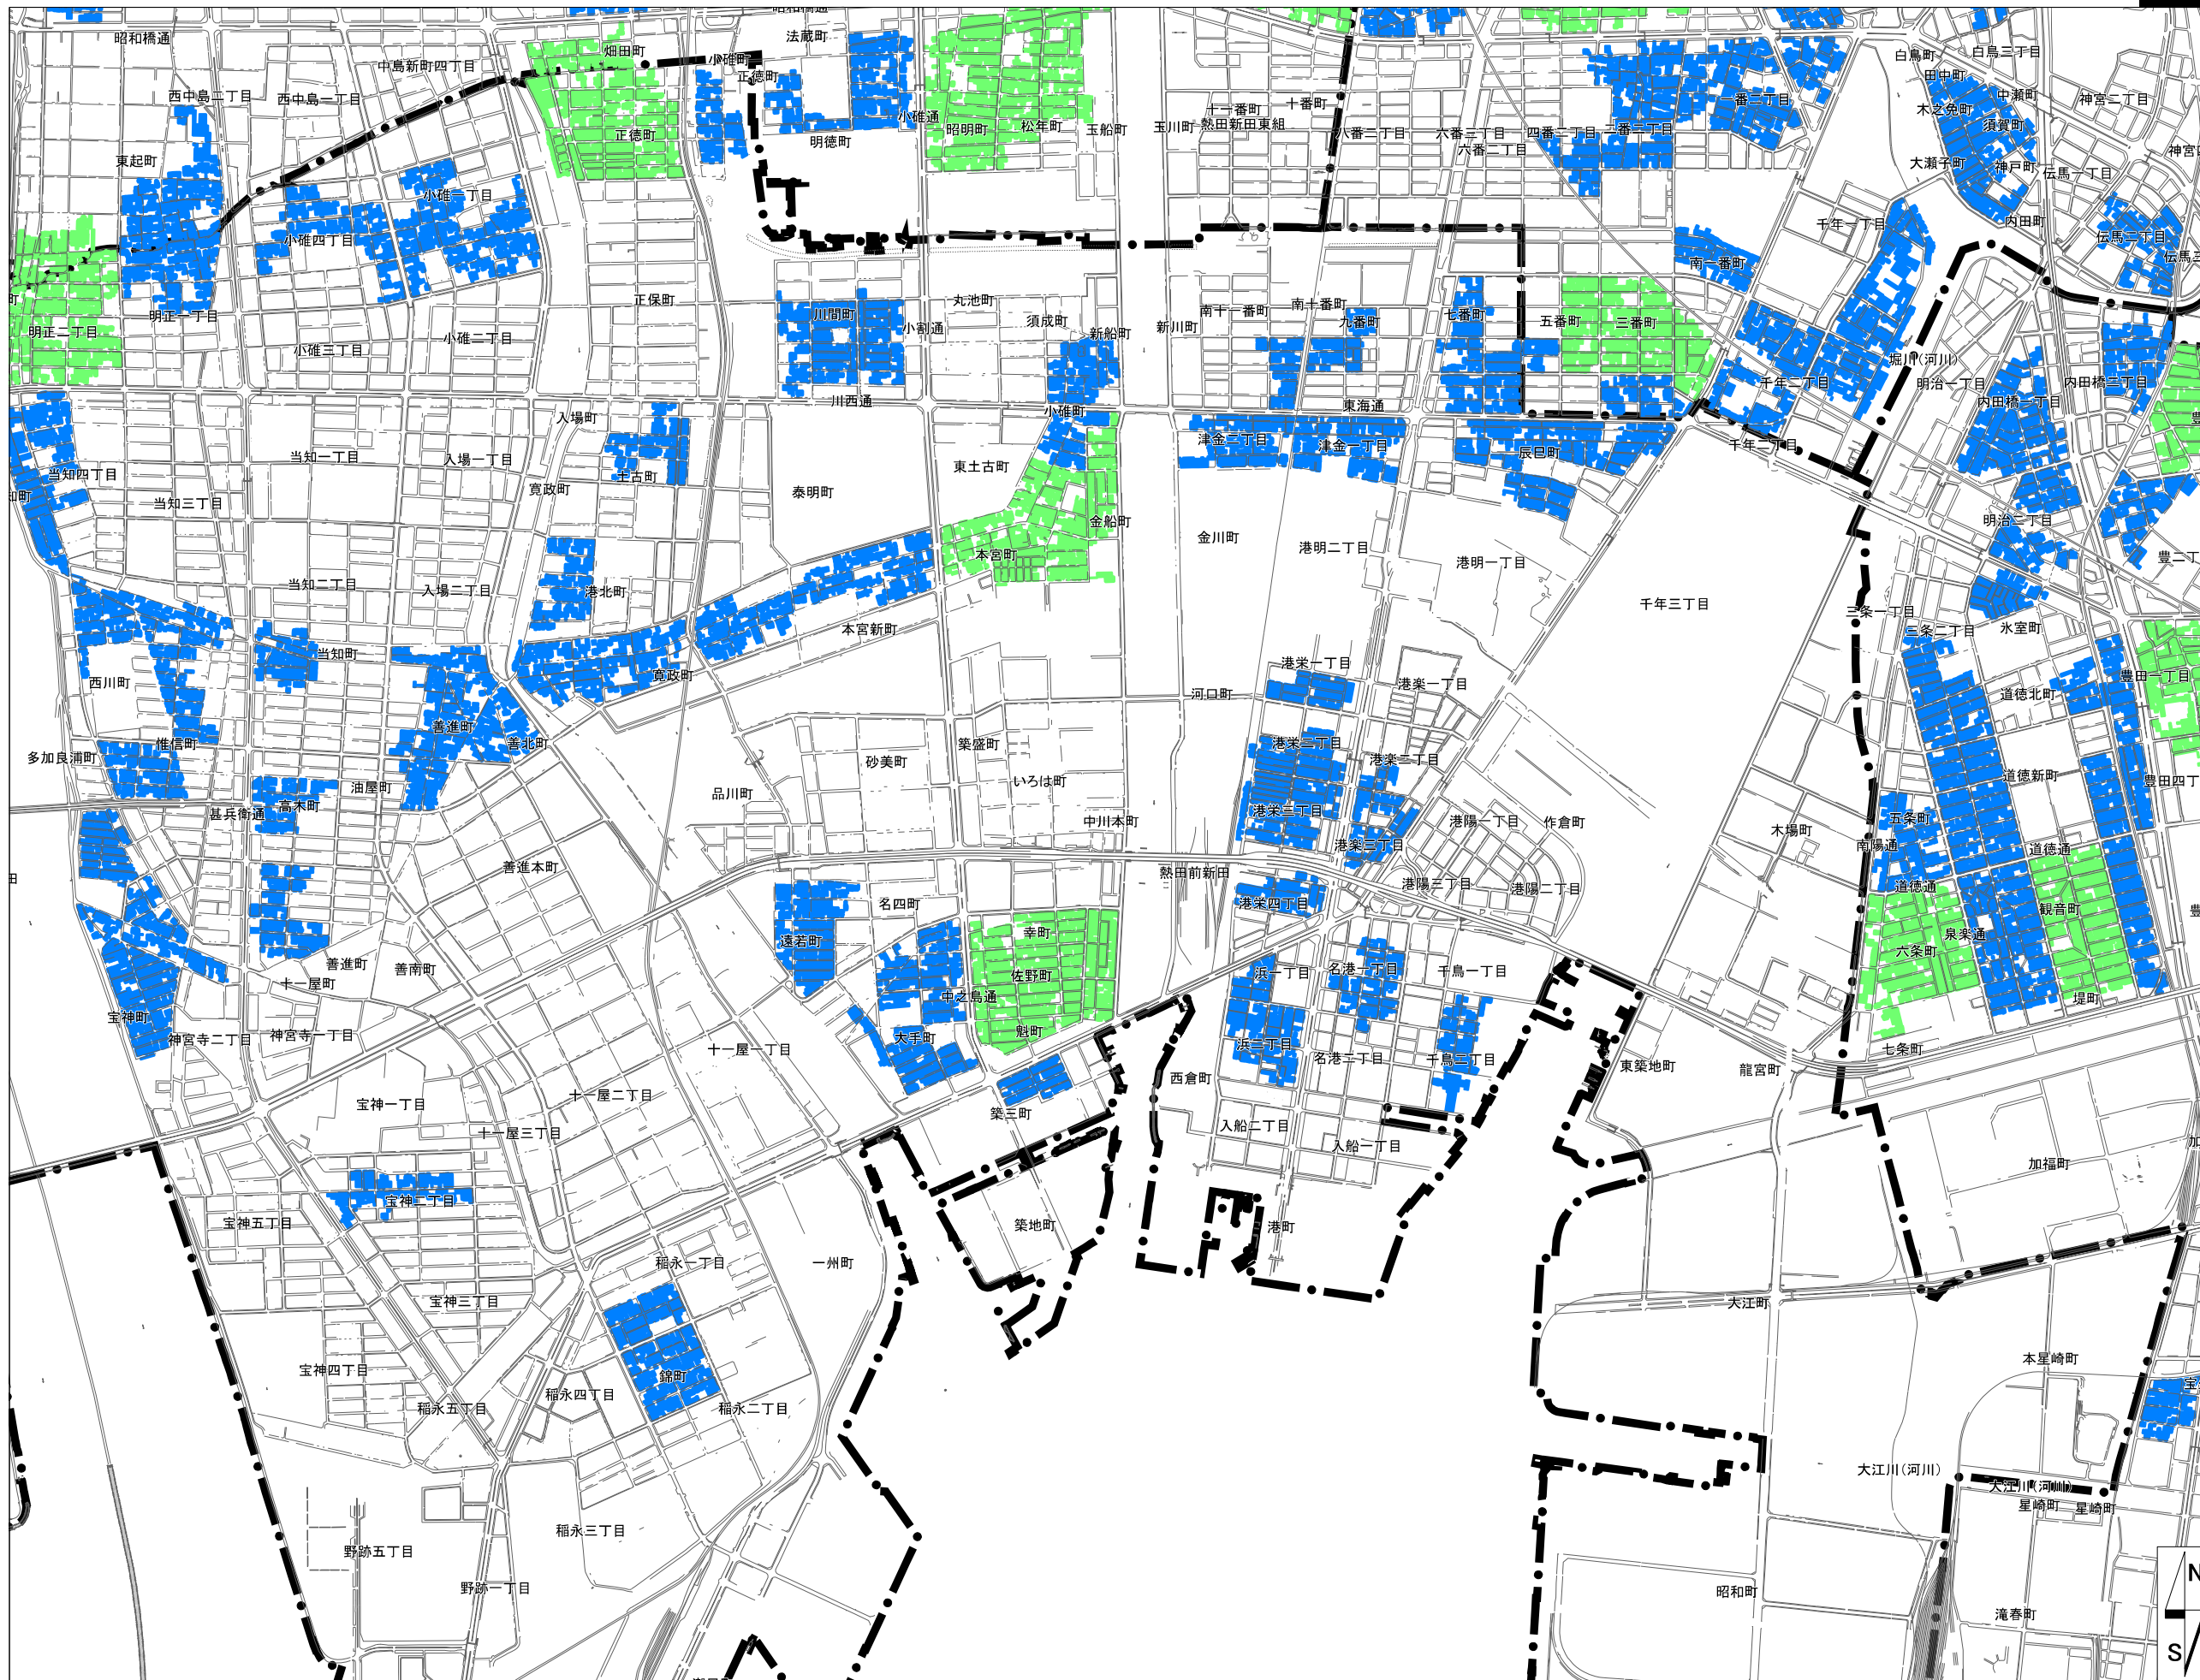 昭和橋通
畑田町
法蔵町
小碓町
正徳町
中島新町四丁目
西中島二丁目
西中島一丁目
小碓通
昭明町
松年町
玉船町
玉川町
十一番町
十番町
熱田新田東組
八番二丁目
六番二丁目
六番二丁目
四番二丁目
二番二丁目
一番二丁目
白鳥町
白鳥三丁目
田中町
中瀬町
木之免町
須賀町
神宮二丁目
大瀬子町
神戸町
伝馬一丁目
東起町
正徳町
明徳町
小碓一丁目
小碓四丁目
内田町
千年一丁目
伝馬二丁目
南一番町
明正二丁目
明正一丁目
正保町
川間町
小割通
丸池町
須成町
新船町
新川町
南十一番町
南十番町
九番町
七番町
五番町
三番町
小碓三丁目
小碓二丁目
堀川(河川)
千年二丁目
明治一丁目
内田橋二丁目
内田橋一丁目
入場町
川西通
小碓町
東海通
津金二丁目
津金一丁目
辰巳町
千年二丁目
当知四丁目
当知一丁目
入場一丁目
土古町
寛政町
当知三丁目
泰明町
東土古町
金船町
本宮町
金川町
港明二丁目
港明一丁目
明治二丁目
当知二丁目
入場二丁目
港北町
本宮新町
千年三丁目
三条一丁目
三条二丁目
氷室町
当知町
寛政町
西川町
港栄一丁目
港楽一丁目
河口町
道徳北町
豊田一丁目
善進町
善北町
惟信町
多加良浦町
砂美町
築盛町
いろは町
港栄二丁目
港楽二丁目
道徳新町
油屋町
高木町
甚兵衛通
品川町
中川本町
港栄三丁目
港楽三丁目
港陽一丁目
作倉町
木場町
五条町
南陽通
道徳通
善進本町
熱田前新田
港陽三丁目
港陽二丁目
道徳通
名四町
港栄四丁目
観音町
遠若町
幸町
泉楽通
六条町
佐野町
中之島通
善進町
善南町
十一屋町
浜一丁目
名港一丁目
千鳥一丁目
堤町
宝神町
神宮寺二丁目
神宮寺一丁目
魁町
大手町
浜二丁目
名港二丁目
千鳥二丁目
七条町
十一屋一丁目
西倉町
東築地町
龍宮町
十一屋二丁目
宝神一丁目
築三町
十一屋三丁目
入船二丁目
入船一丁目
加福町
宝神二丁目
宝神五丁目
築地町
港町
稲永一丁目
一州町
宝神三丁目
大江町
宝神四丁目
錦町
稲永四丁目
稲永五丁目
稲永二丁目
本星崎町
大江川(河川)
大江川(河川)
星崎町
星崎町
稲永三丁目
野跡五丁目
野跡一丁目
昭和町
滝春町
N
S